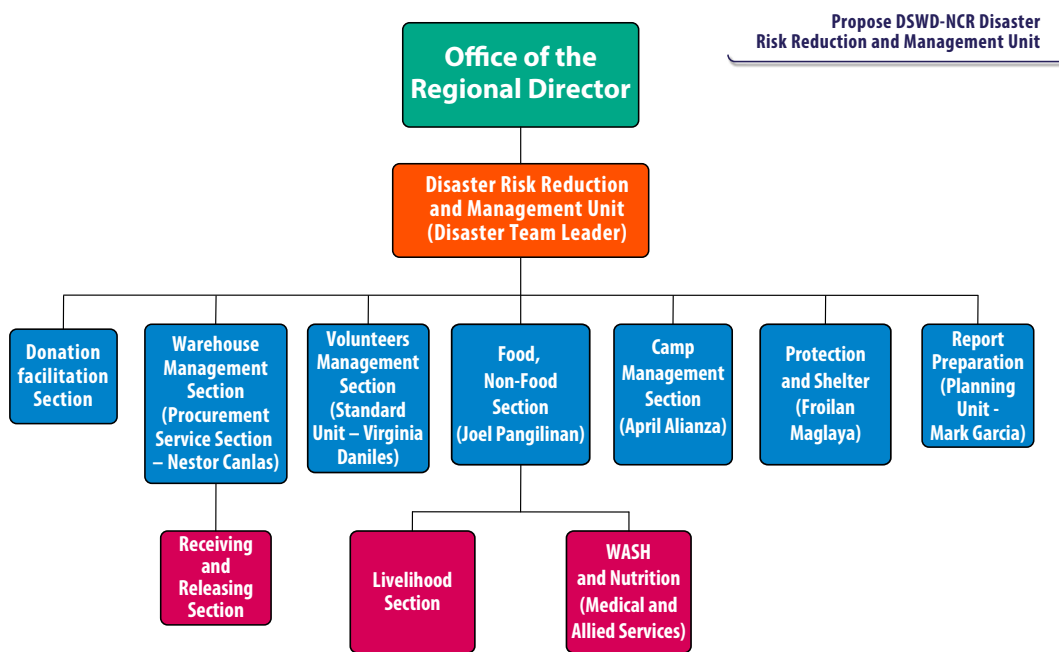 Propose DSWD-NCR Disaster
Risk Reduction and Management Unit
Office of the
Regional Director
Disaster Risk Reduction
and Management Unit
(Disaster Team Leader)
Donation
facilitation
Section
Warehouse
Management
Section
(Procurement
Service Section
– Nestor Canlas)
Volunteers
Management
Section
(Standard
Unit – Virginia
Daniles)
Food,
Non-Food
Section
(Joel Pangilinan)
Camp
Management
Section
(April Alianza)
Protection
and Shelter
(Froilan
Maglaya)
Report
Preparation
(Planning
Unit -
Mark Garcia)
Receiving
and
Releasing
Section
Livelihood
Section
WASH
and Nutrition
(Medical and
Allied Services)